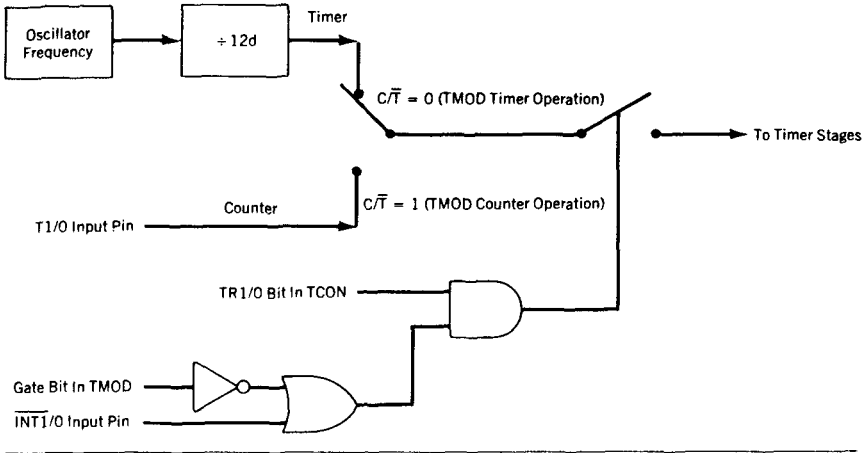 Timer
Oscillator
Frequency
÷ 12d
C/T̅ = 0 (TMOD Timer Operation)
To Timer Stages
C/T̅ = 1 (TMOD Counter Operation)
Counter
T1/0 Input Pin
TR1/0 Bit In TCON
Gate Bit In TMOD
I̅N̅T̅1̅/0 Input Pin